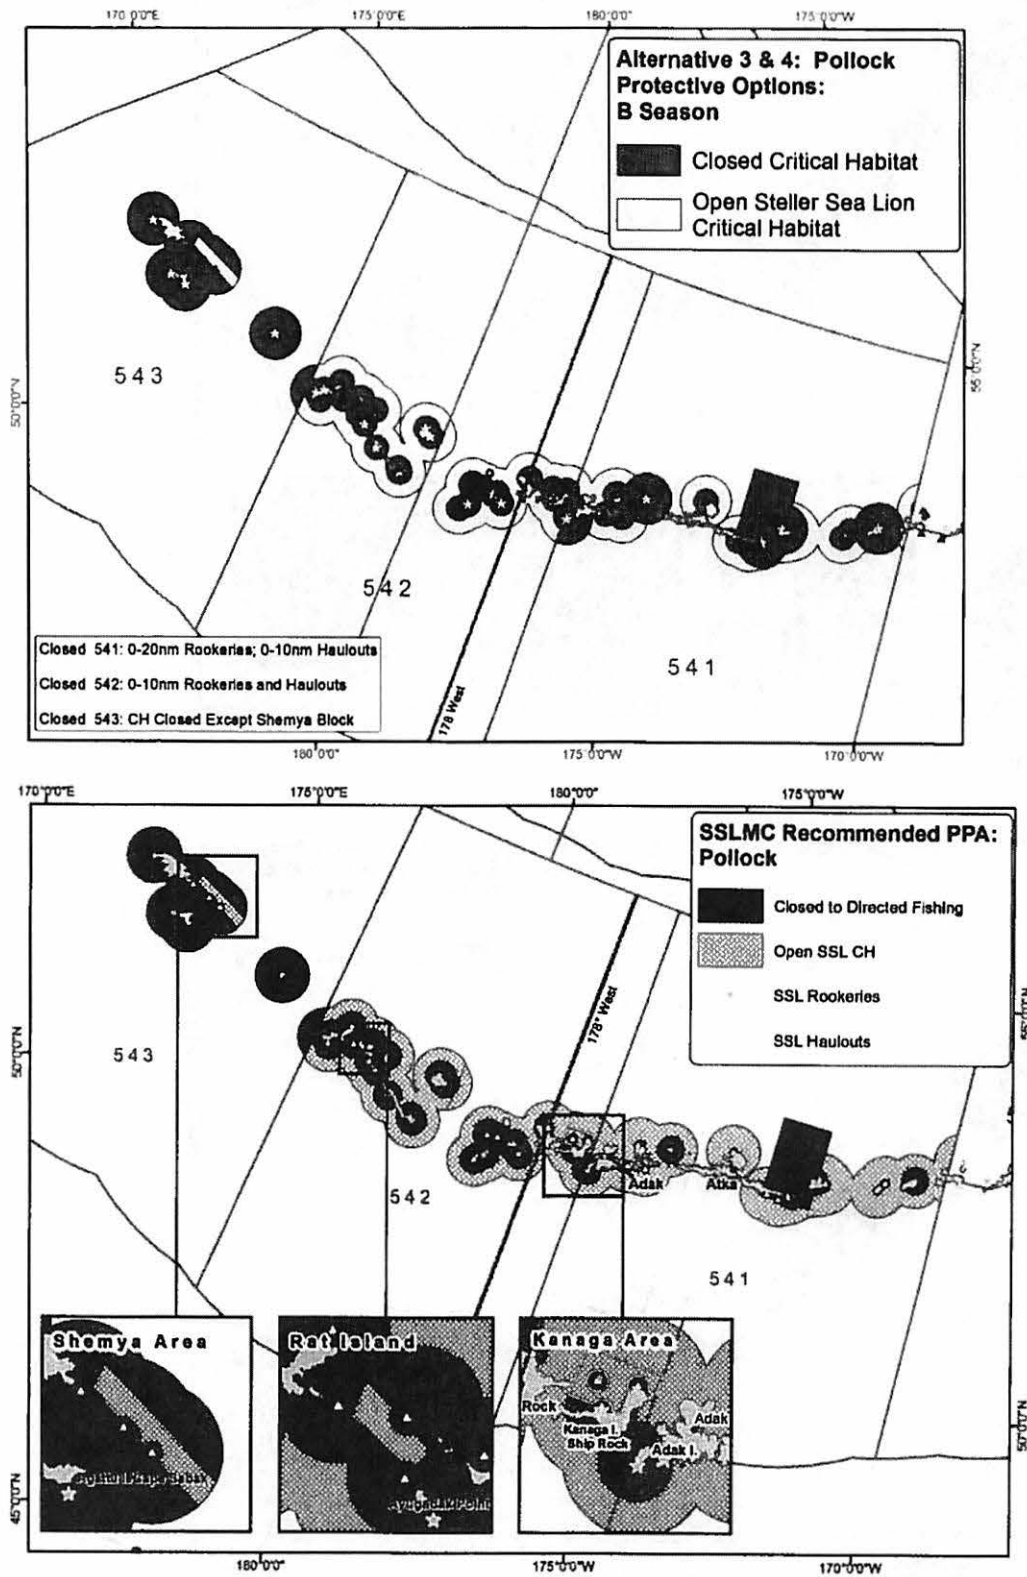 170°0'0"E 175°0'0"E 180°0'0" 175°0'0"W
Alternative 3 & 4: Pollock
Protective Options:
B Season
Closed Critical Habitat
Open Steller Sea Lion
Critical Habitat
543
50°0'0"N
55°0'0"N
542
541
178 West
Closed 541: 0-20nm Rookeries; 0-10nm Haulouts
Closed 542: 0-10nm Rookeries and Haulouts
Closed 543: CH Closed Except Shemya Block
180°0'0" 175°0'0"W 170°0'0"W
170°0'0"E 175°0'0"E 180°0'0" 175°0'0"W
SSLMC Recommended PPA:
Pollock
Closed to Directed Fishing
Open SSL CH
SSL Rookeries
SSL Haulouts
178° West
543
50°0'0"N
55°0'0"N
Adak
Atka
542
541
Shemya Area
Rat Island
Kanaga Area
Rock
Kanaga I.
Ship Rock
Adak
Adak I.
Agattu I./Cape Sabak
Ayugadak Point
50°0'0"N
45°0'0"N
180°0'0" 175°0'0"W 170°0'0"W